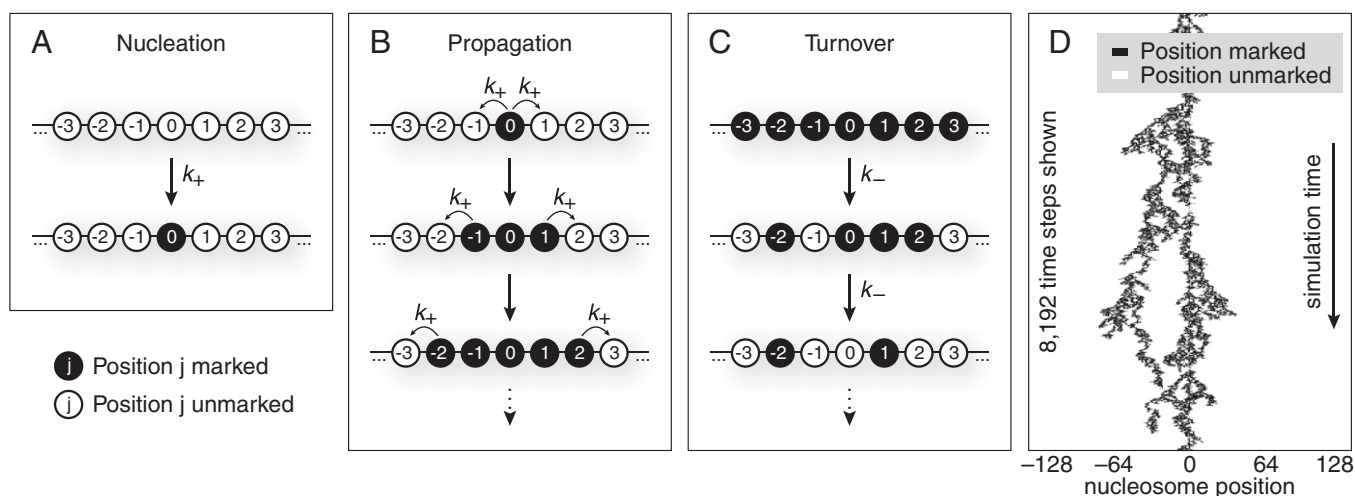 A
Nucleation
... -3 -2 -1 0 1 2 3 ...
k+
... -3 -2 -1 0 1 2 3 ...
j Position j marked
j Position j unmarked
B
Propagation
k+ k+
... -3 -2 -1 0 1 2 3 ...
k+ k+
... -3 -2 -1 0 1 2 3 ...
k+ k+
... -3 -2 -1 0 1 2 3 ...
C
Turnover
... -3 -2 -1 0 1 2 3 ...
k−
... -3 -2 -1 0 1 2 3 ...
k−
... -3 -2 -1 0 1 2 3 ...
D
Position marked
Position unmarked
8,192 time steps shown
simulation time
−128 −64 0 64 128
nucleosome position